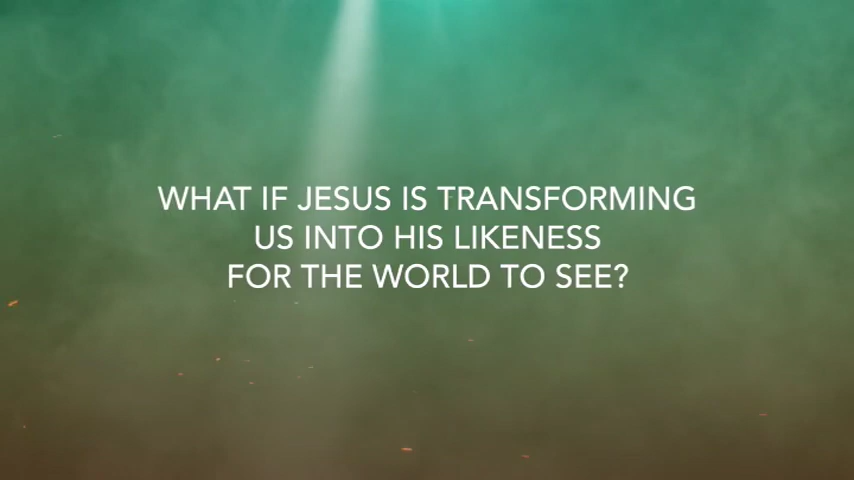 WHAT IF JESUS IS TRANSFORMING
US INTO HIS LIKENESS
FOR THE WORLD TO SEE?